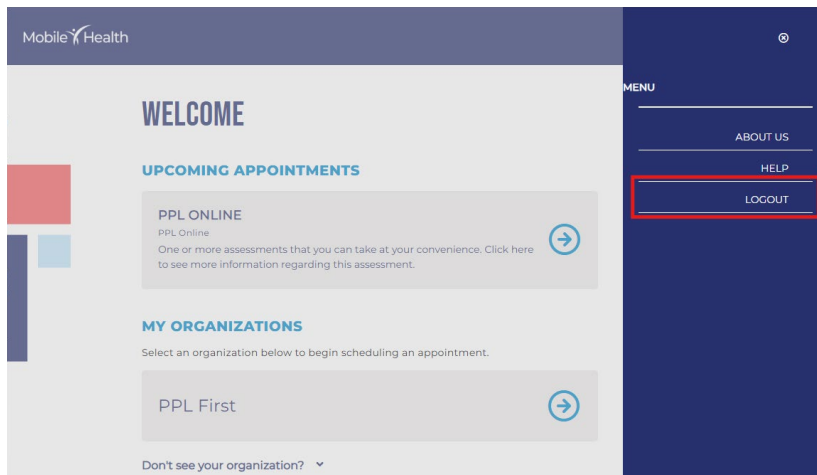 Mobile Health
MENU
ABOUT US
HELP
LOGOUT
WELCOME
UPCOMING APPOINTMENTS
PPL ONLINE
PPL Online
One or more assessments that you can take at your convenience. Click here
to see more information regarding this assessment.
MY ORGANIZATIONS
Select an organization below to begin scheduling an appointment.
PPL First
Don't see your organization?